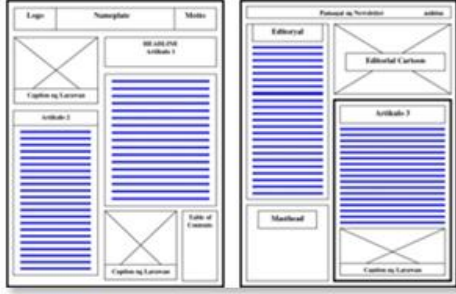 Logo Nameplate Motto
HEADLINE
Artikulo 1
Caption ng Larawan
Artikulo 2
Table of
Contents
Caption ng Larawan
Pamagat ng Newsletter
Editoryal
Editorial Cartoon
Artikulo 3
Masthead
Caption ng Larawan